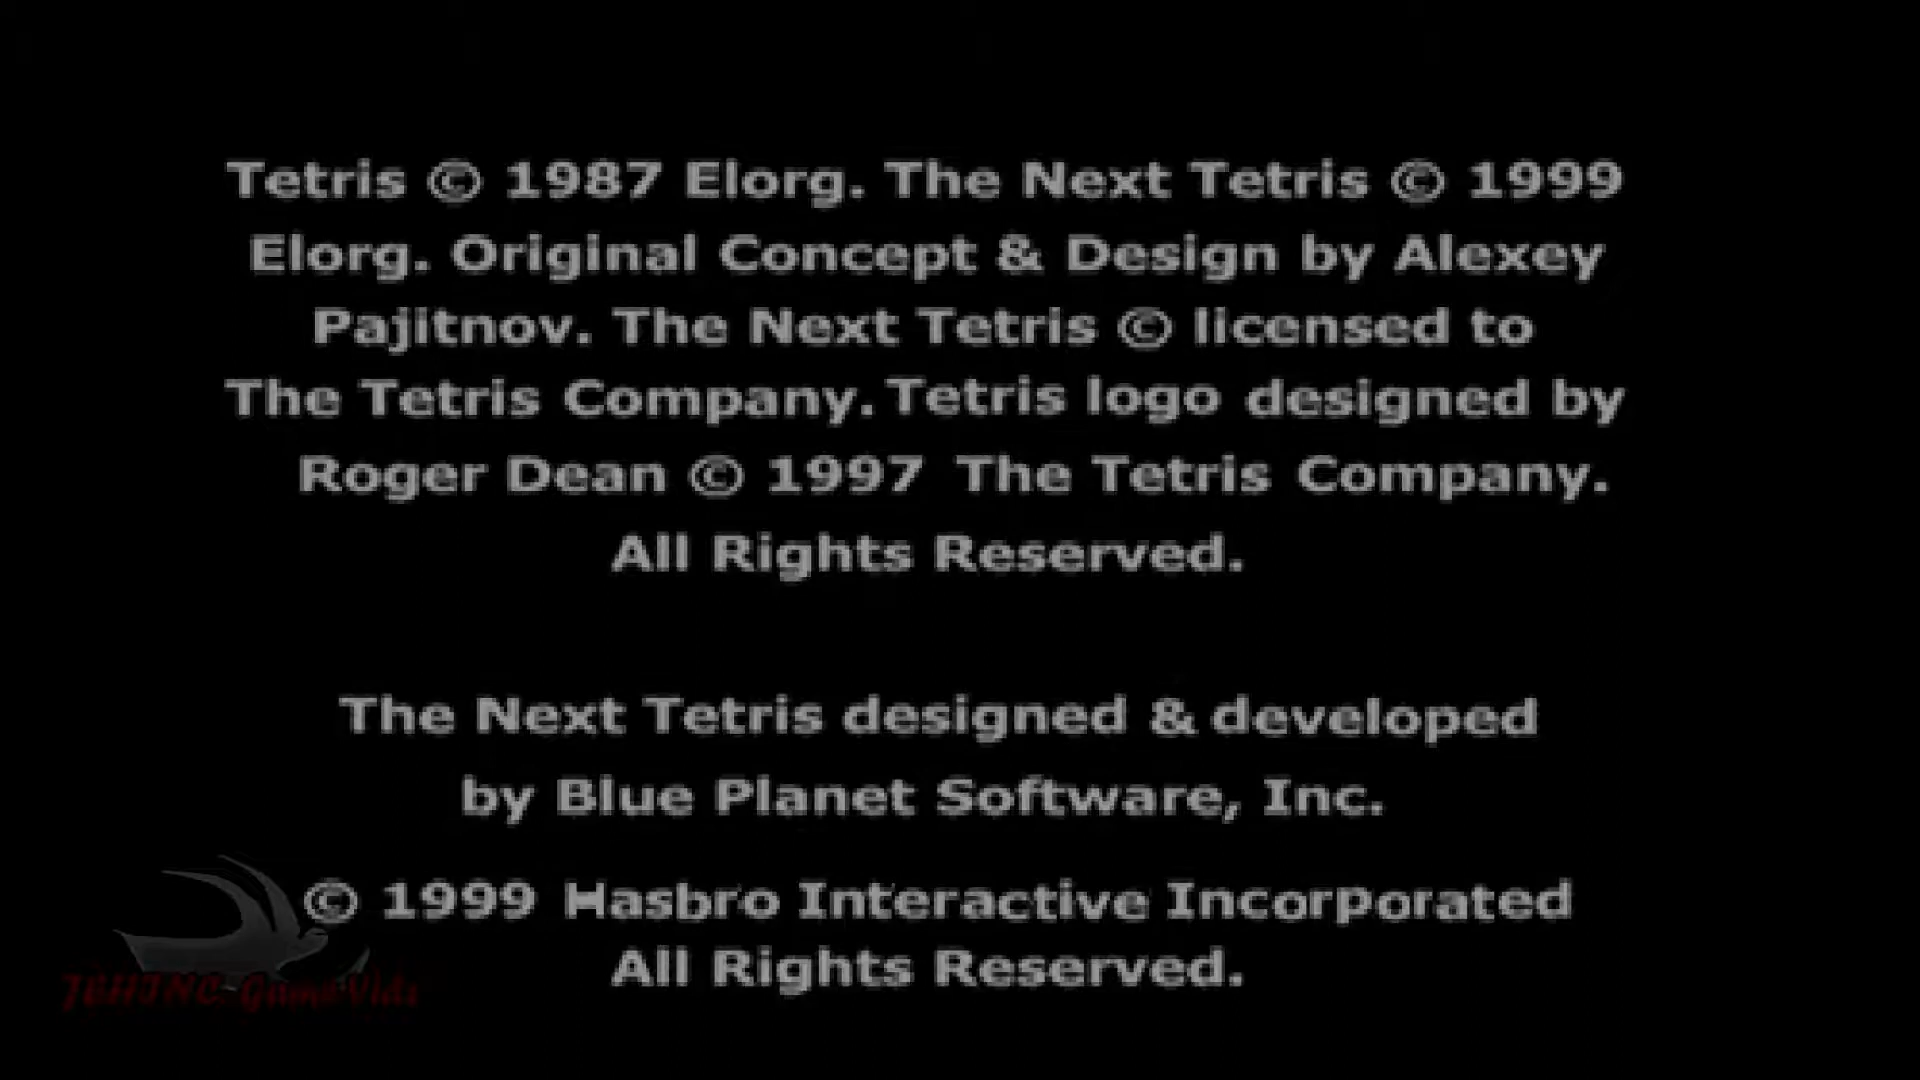 Tetris © 1987 Elorg. The Next Tetris © 1999
Elorg. Original Concept & Design by Alexey
Pajitnov. The Next Tetris © licensed to
The Tetris Company. Tetris logo designed by
Roger Dean © 1997 The Tetris Company.
All Rights Reserved.
The Next Tetris designed & developed
by Blue Planet Software, Inc.
© 1999 Hasbro Interactive Incorporated
All Rights Reserved.
GameVids